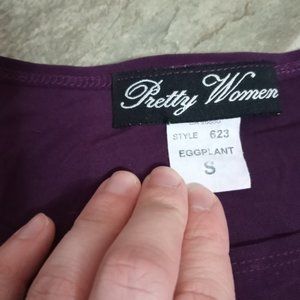 Pretty Women
STYLE 623
EGGPLANT
S